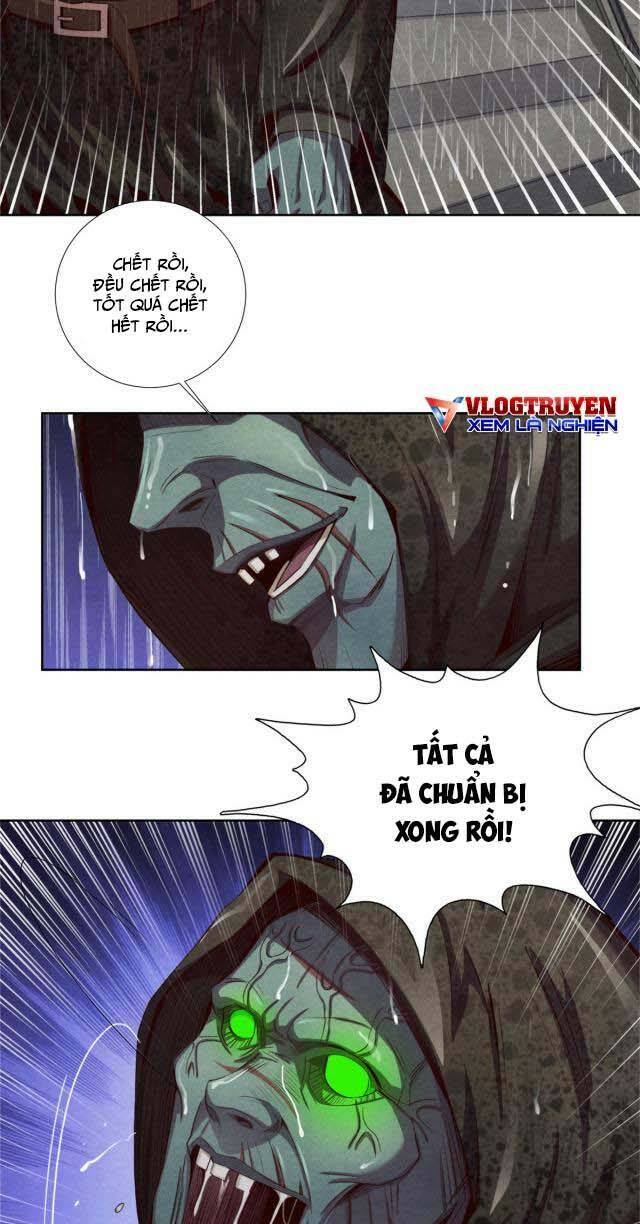 CHẾT RỒI,
ĐỀU CHẾT RỒI,
TỐT QUÁ CHẾT
HẾT RỒI...
VLOGTRUYEN
XEM LÀ NGHIỆN
TẤT CẢ
ĐÃ CHUẨN BỊ
XONG RỒI!